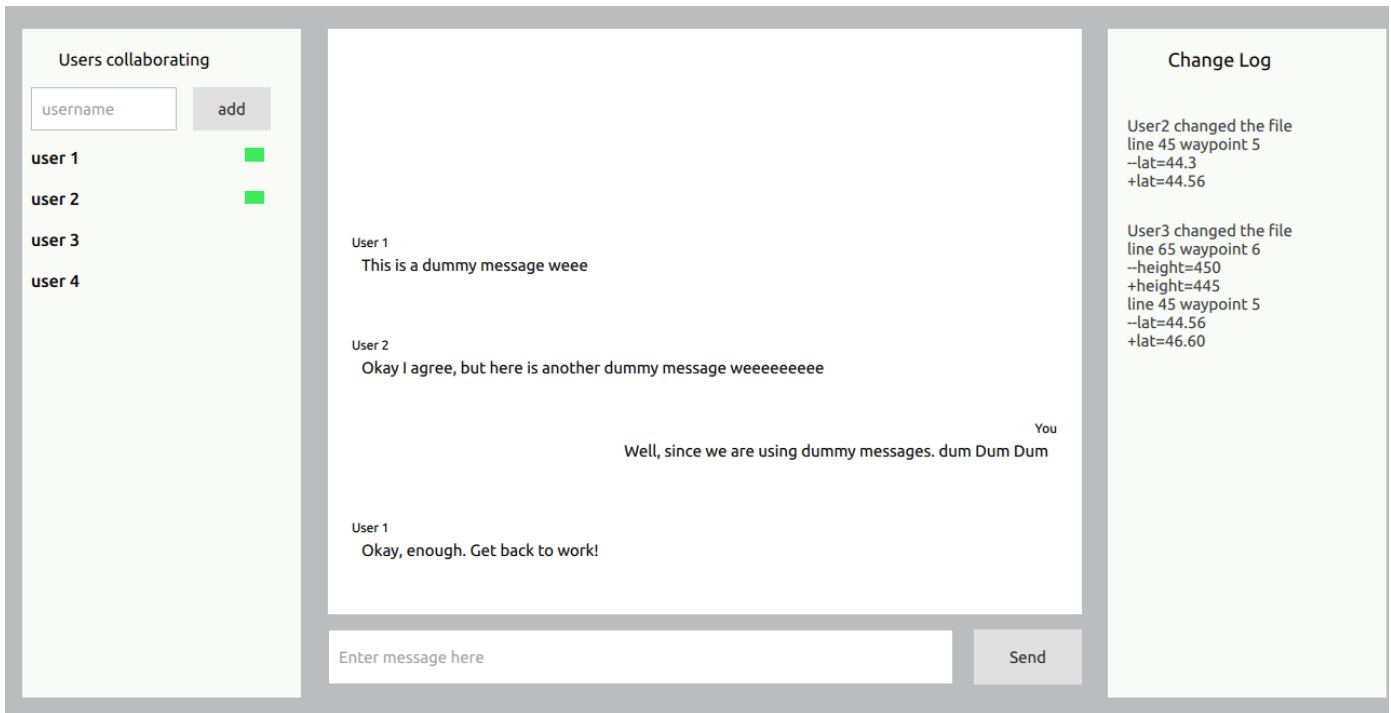 Users collaborating
username
add
user 1
user 2
user 3
user 4
User 1
This is a dummy message weee
User 2
Okay I agree, but here is another dummy message weeeeeeeee
You
Well, since we are using dummy messages. dum Dum Dum
User 1
Okay, enough. Get back to work!
Enter message here
Send
Change Log
User2 changed the file
line 45 waypoint 5
--lat=44.3
+lat=44.56
User3 changed the file
line 65 waypoint 6
--height=450
+height=445
line 45 waypoint 5
--lat=44.56
+lat=46.60